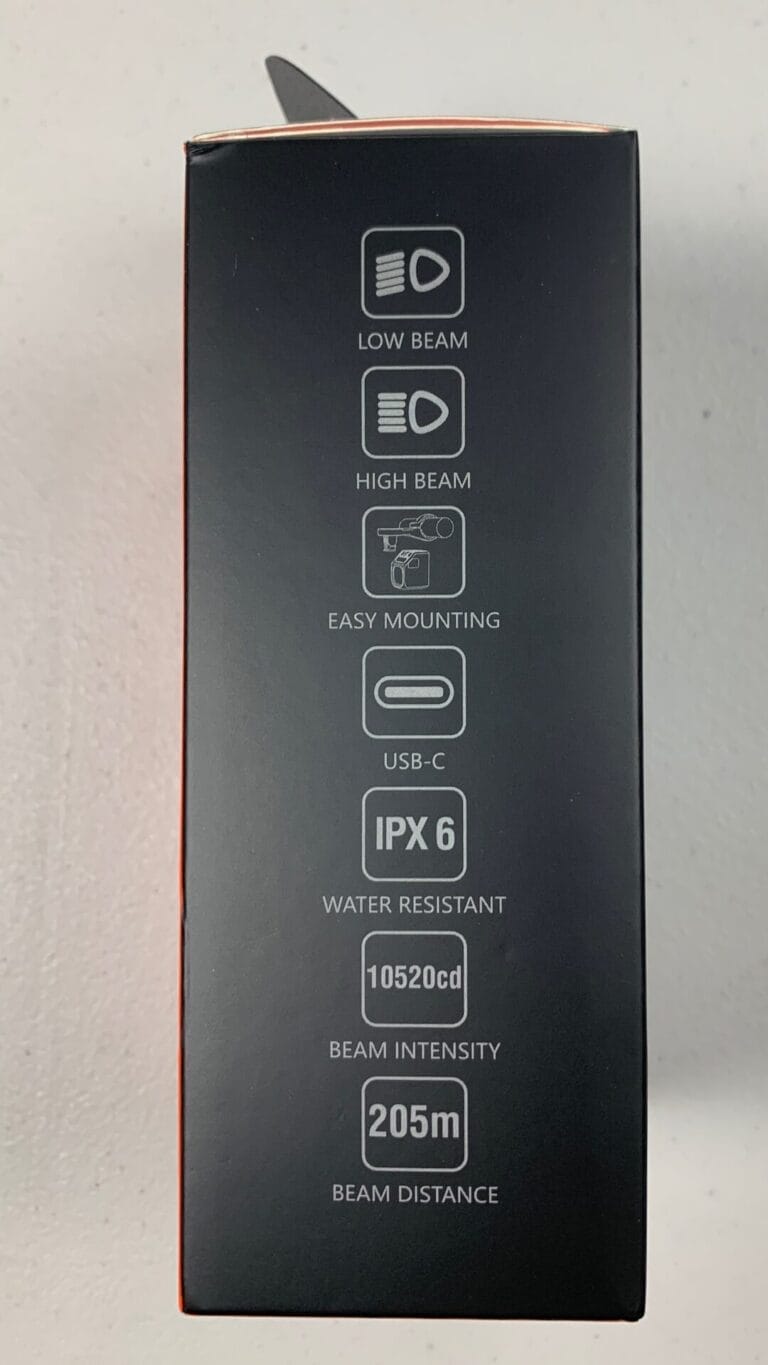 LOW BEAM
HIGH BEAM
EASY MOUNTING
USB-C
IPX 6
WATER RESISTANT
10520cd
BEAM INTENSITY
205m
BEAM DISTANCE